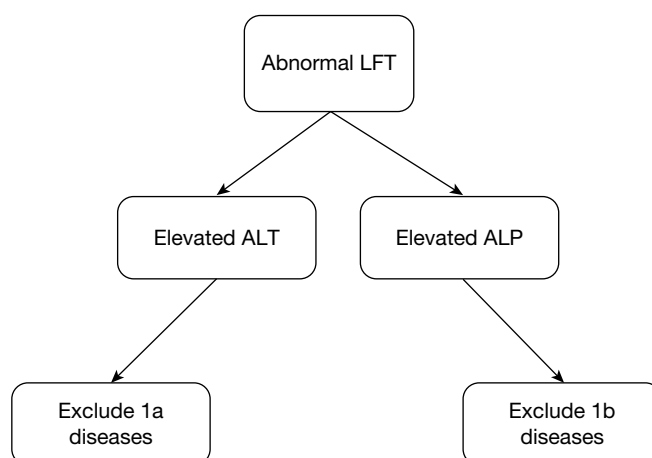 Abnormal LFT
Elevated ALT
Elevated ALP
Exclude 1a
diseases
Exclude 1b
diseases